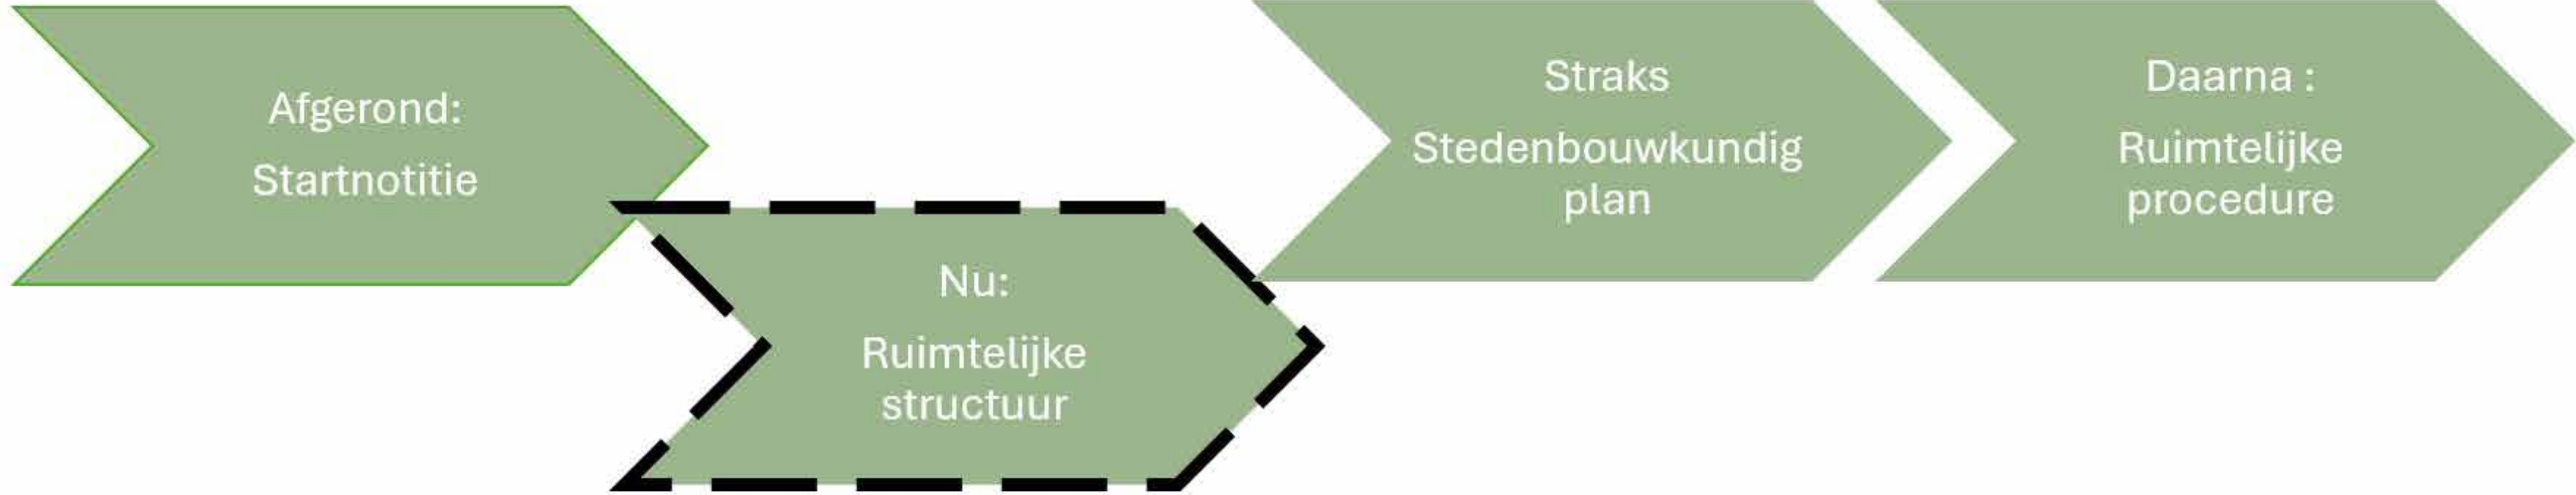 Afgerond:
Startnotitie
Nu:
Ruimtelijke
structuur
Straks
Stedenbouwkundig
plan
Daarna :
Ruimtelijke
procedure